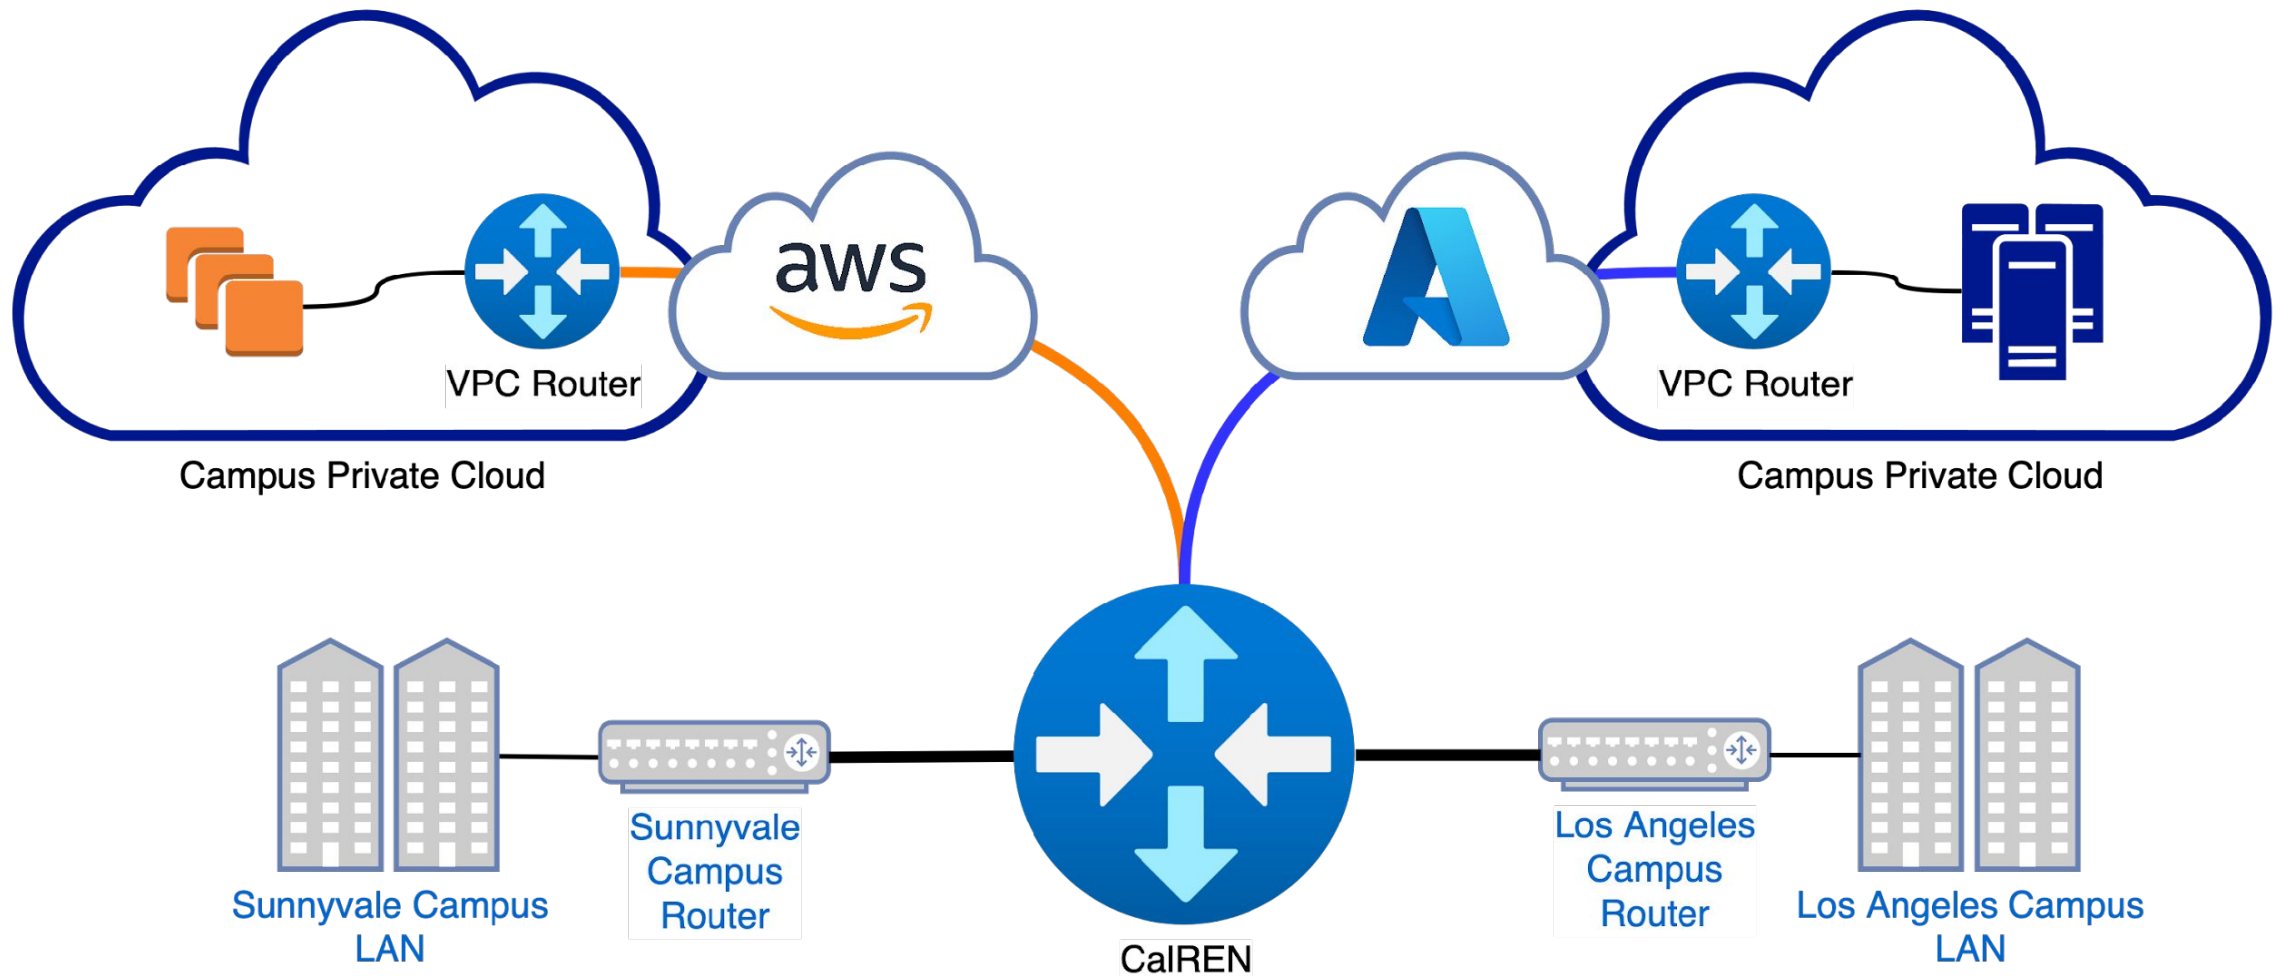 aws
VPC Router
VPC Router
Campus Private Cloud
Campus Private Cloud
Sunnyvale
Campus
Router
Los Angeles
Campus
Router
Sunnyvale Campus
LAN
Los Angeles Campus
LAN
CalREN